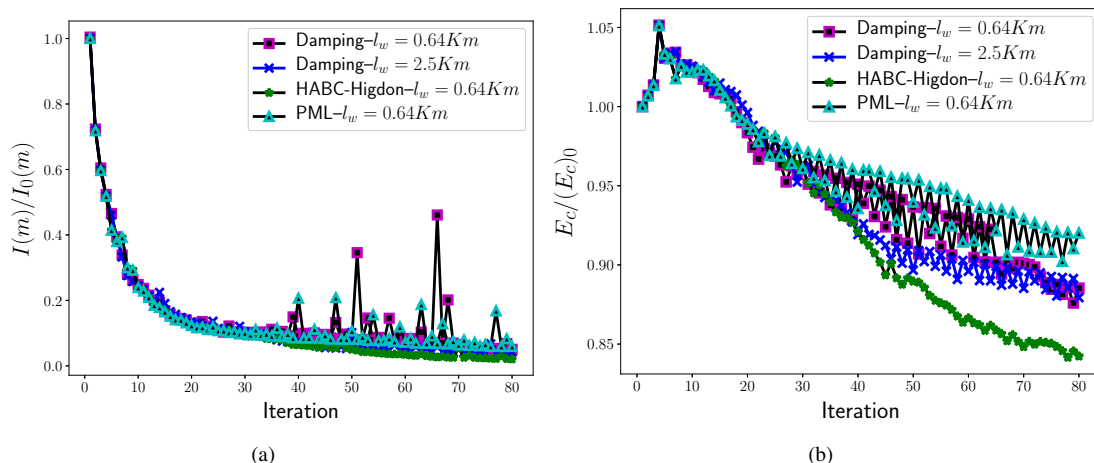 1.0
0.8
0.6
0.4
0.2
0.0
I(m)/I₀(m)
0
10
20
30
40
50
60
70
80
Iteration
Damping–l_w = 0.64Km
Damping–l_w = 2.5Km
HABC-Higdon–l_w = 0.64Km
PML–l_w = 0.64Km
(a)
1.05
1.00
0.95
0.90
0.85
E_c/(E_c)₀
0
10
20
30
40
50
60
70
80
Iteration
Damping–l_w = 0.64Km
Damping–l_w = 2.5Km
HABC-Higdon–l_w = 0.64Km
PML–l_w = 0.64Km
(b)